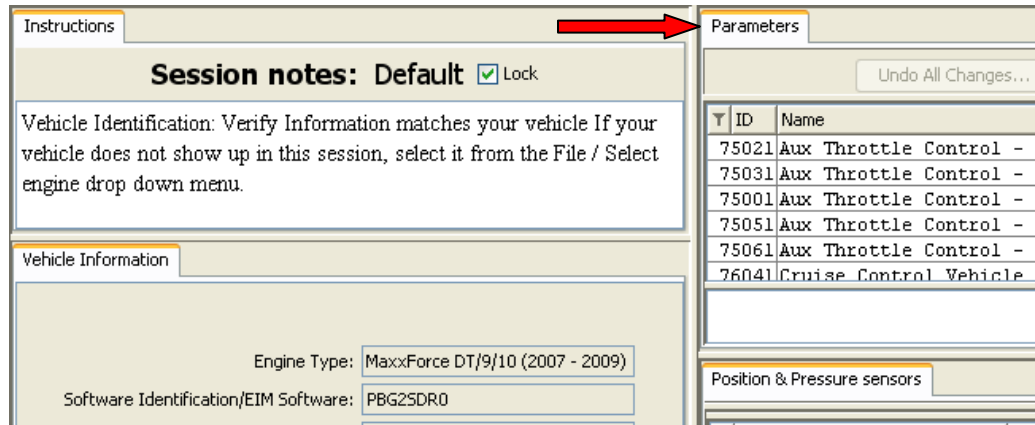 Instructions
Session notes: Default Lock
Vehicle Identification: Verify Information matches your vehicle If your
vehicle does not show up in this session, select it from the File / Select
engine drop down menu.
Vehicle Information
Engine Type: MaxxForce DT/9/10 (2007 - 2009)
Software Identification/EIM Software: PBG2SDR0
Parameters
Undo All Changes...
ID Name
75021 Aux Throttle Control -
75031 Aux Throttle Control -
75001 Aux Throttle Control -
75051 Aux Throttle Control -
75061 Aux Throttle Control -
76041 Cruise Control Vehicle
Position & Pressure sensors